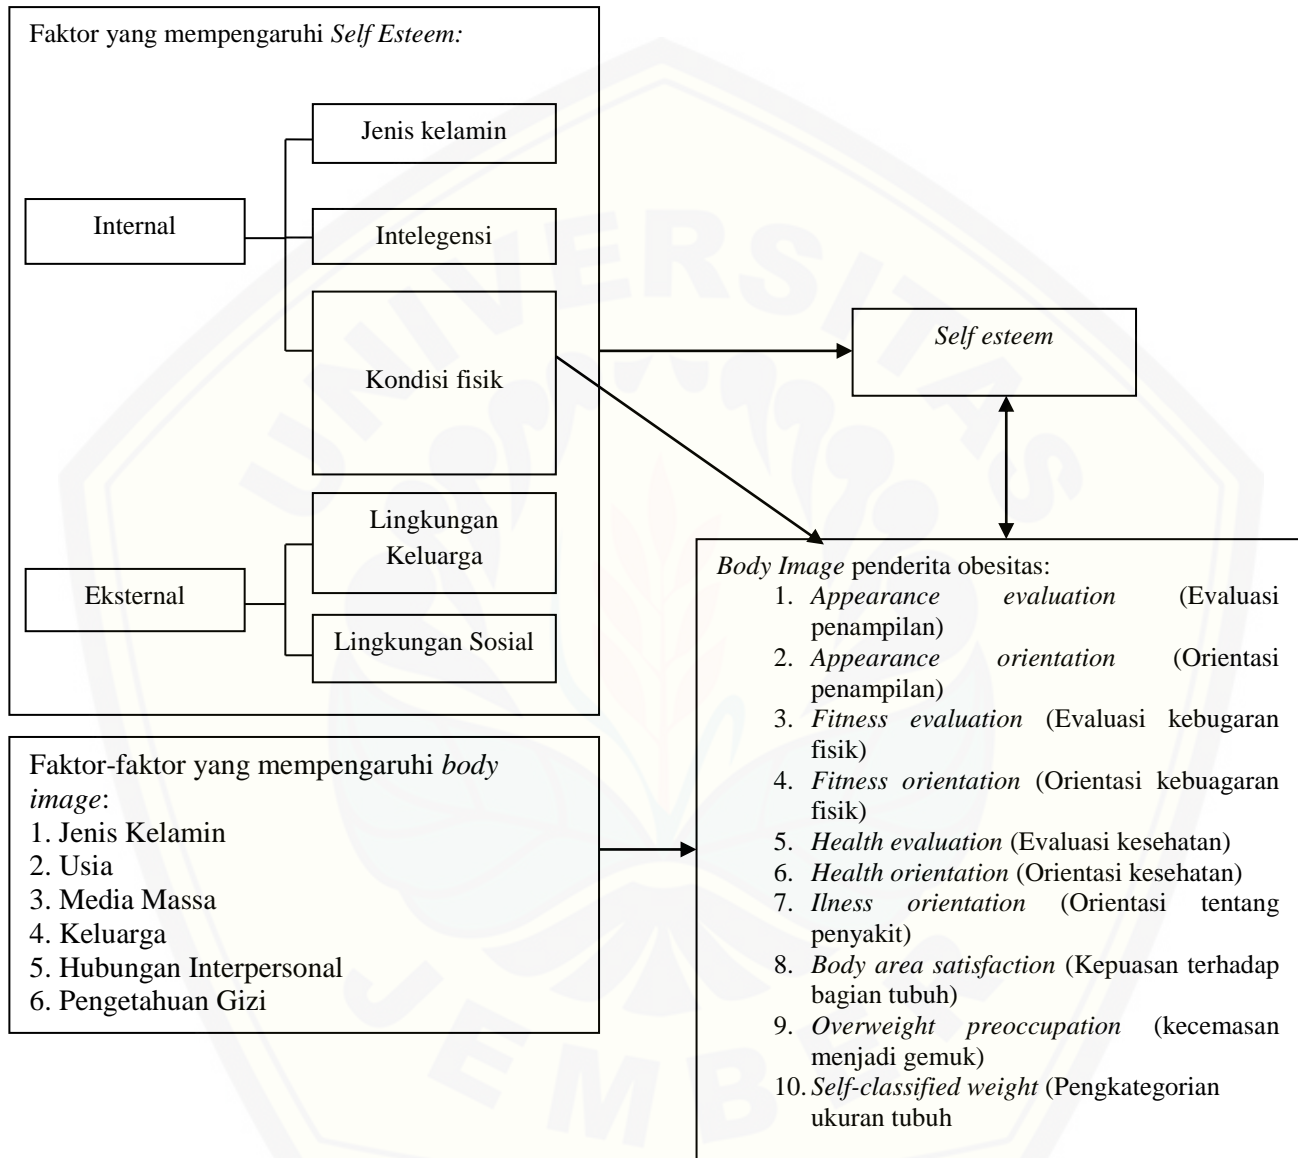 Faktor yang mempengaruhi Self Esteem:
Jenis kelamin
Internal
Intelegensi
Kondisi fisik
Lingkungan
Keluarga
Eksternal
Lingkungan Sosial
Self esteem
Faktor-faktor yang mempengaruhi body
image:
1. Jenis Kelamin
2. Usia
3. Media Massa
4. Keluarga
5. Hubungan Interpersonal
6. Pengetahuan Gizi
Body Image penderita obesitas:
1. Appearance evaluation (Evaluasi
penampilan)
2. Appearance orientation (Orientasi
penampilan)
3. Fitness evaluation (Evaluasi kebugaran
fisik)
4. Fitness orientation (Orientasi kebuagaran
fisik)
5. Health evaluation (Evaluasi kesehatan)
6. Health orientation (Orientasi kesehatan)
7. Ilness orientation (Orientasi tentang
penyakit)
8. Body area satisfaction (Kepuasan terhadap
bagian tubuh)
9. Overweight preoccupation (kecemasan
menjadi gemuk)
10. Self-classified weight (Pengkategorian
ukuran tubuh
UNIVERSITAS
JEMBER